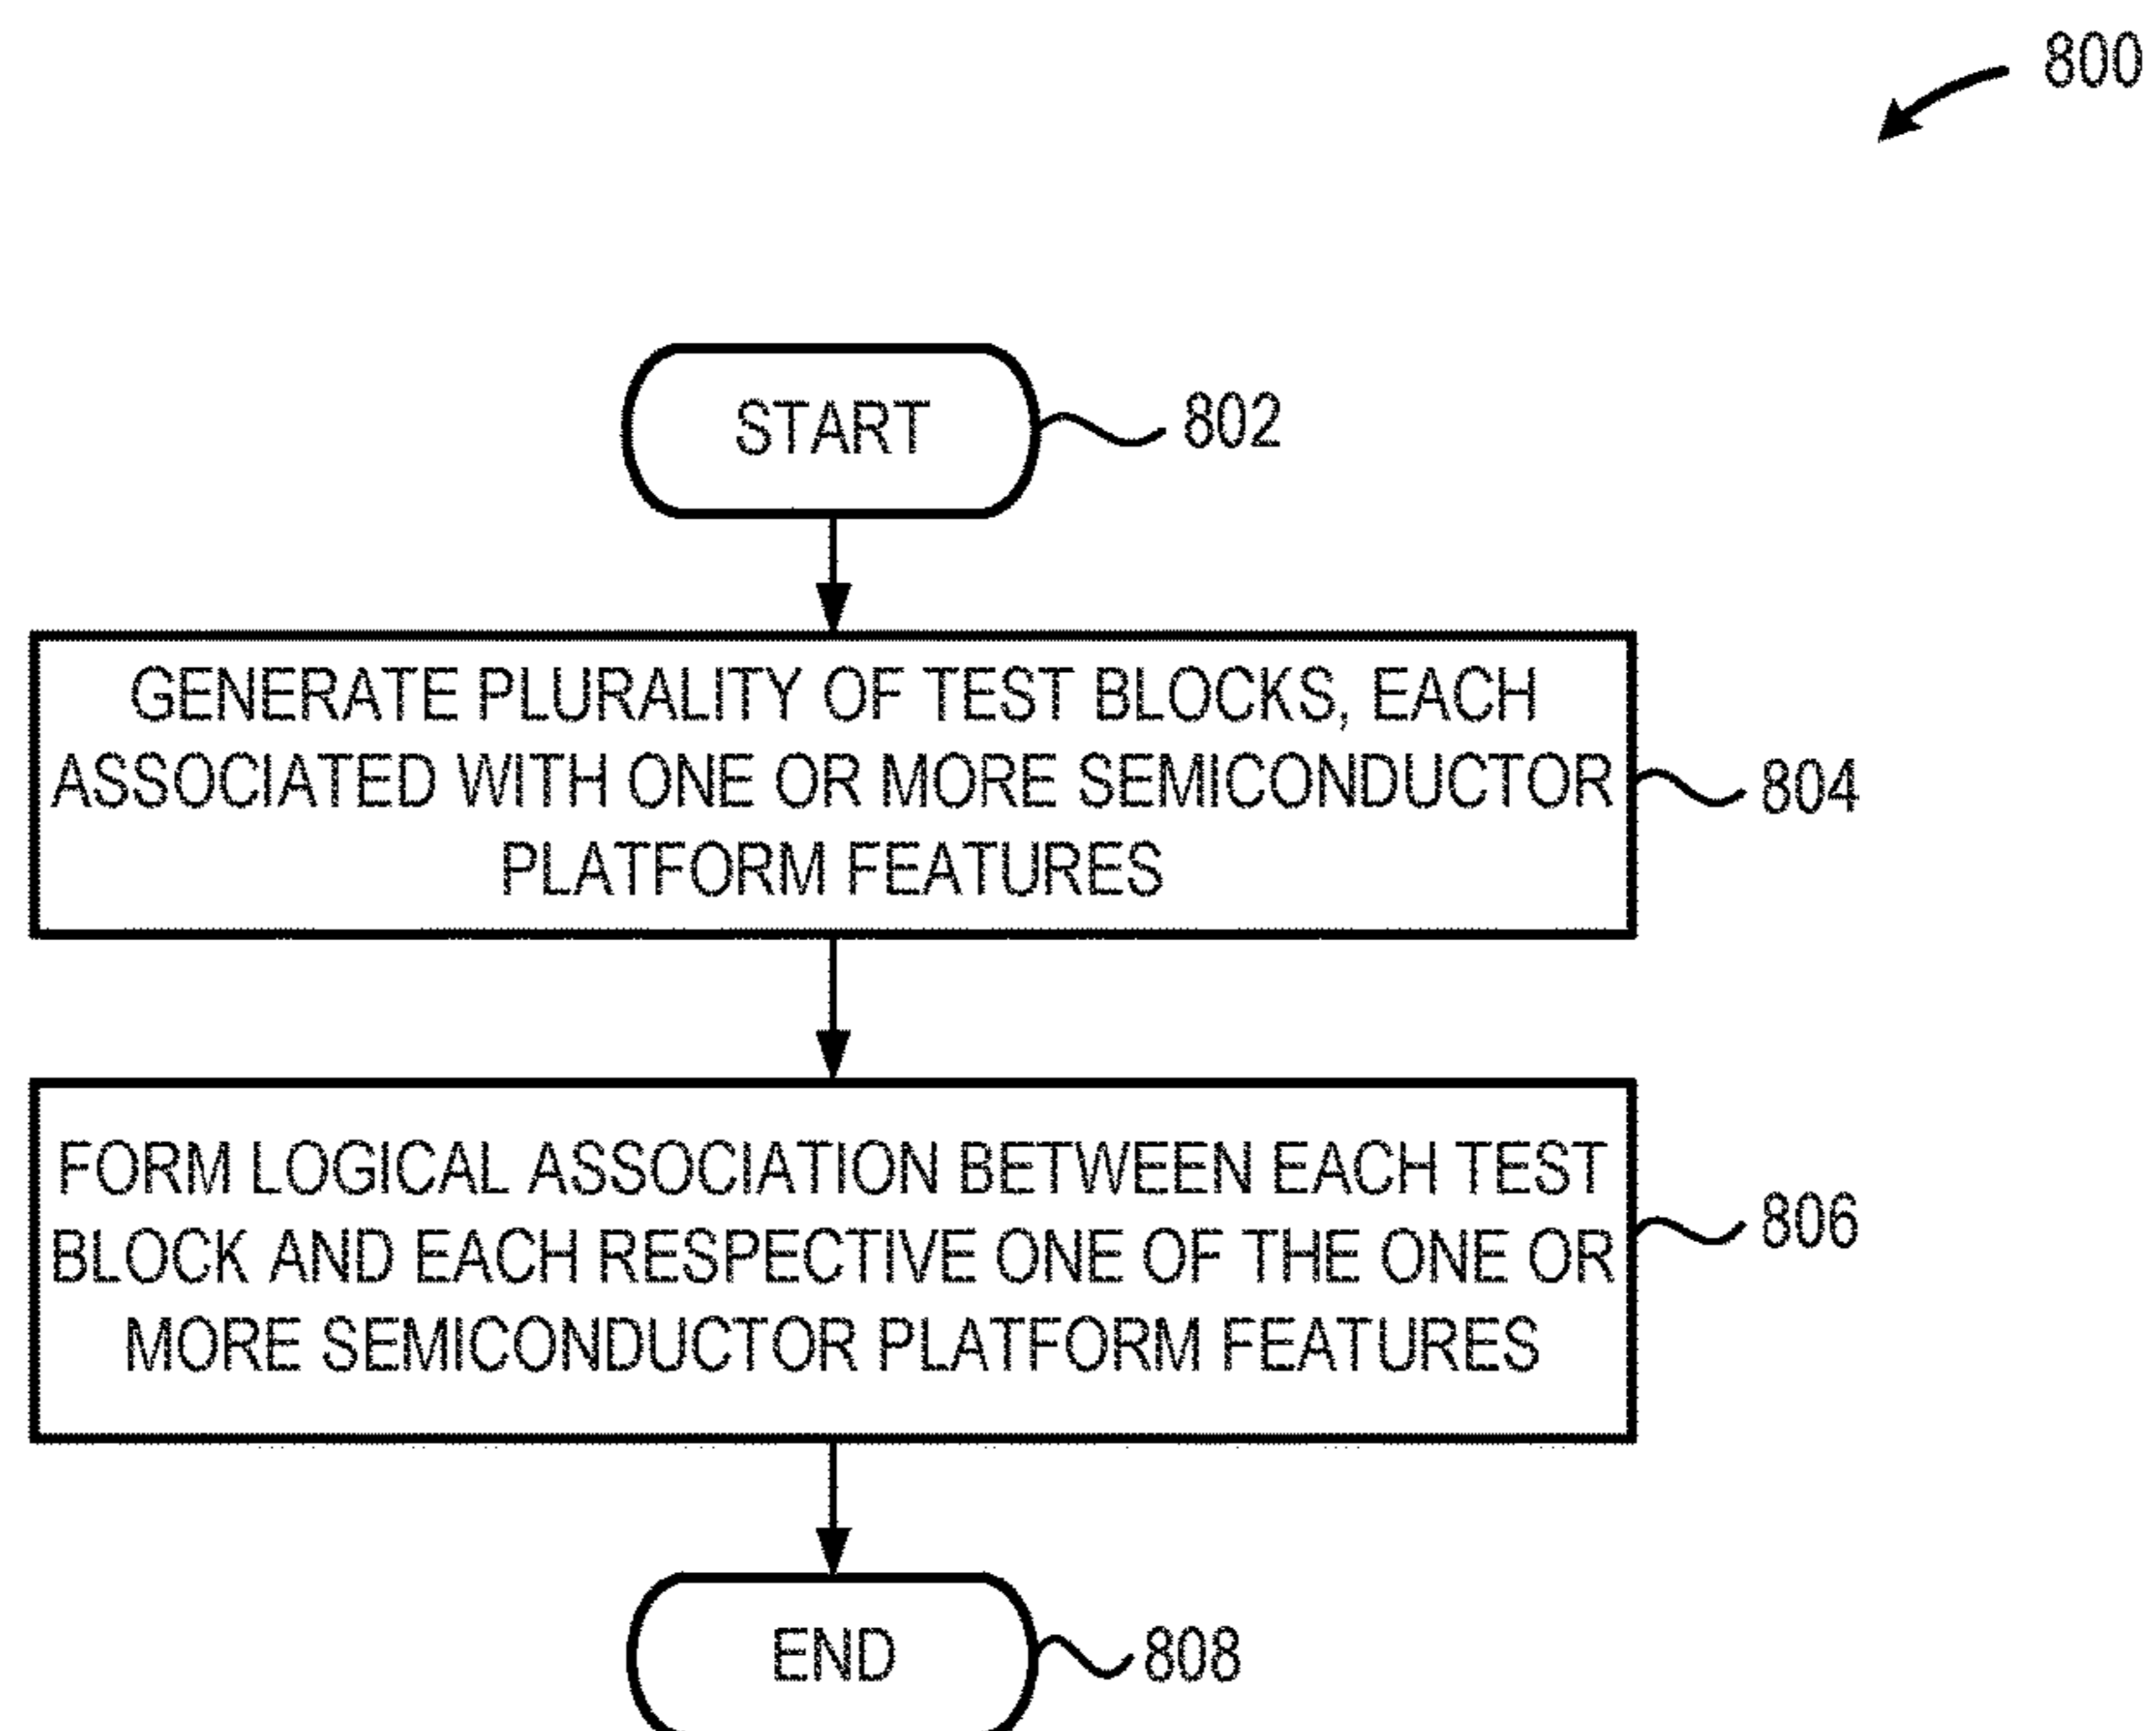 800
START
802
GENERATE PLURALITY OF TEST BLOCKS, EACH
ASSOCIATED WITH ONE OR MORE SEMICONDUCTOR
PLATFORM FEATURES
804
FORM LOGICAL ASSOCIATION BETWEEN EACH TEST
BLOCK AND EACH RESPECTIVE ONE OF THE ONE OR
MORE SEMICONDUCTOR PLATFORM FEATURES
806
END
808